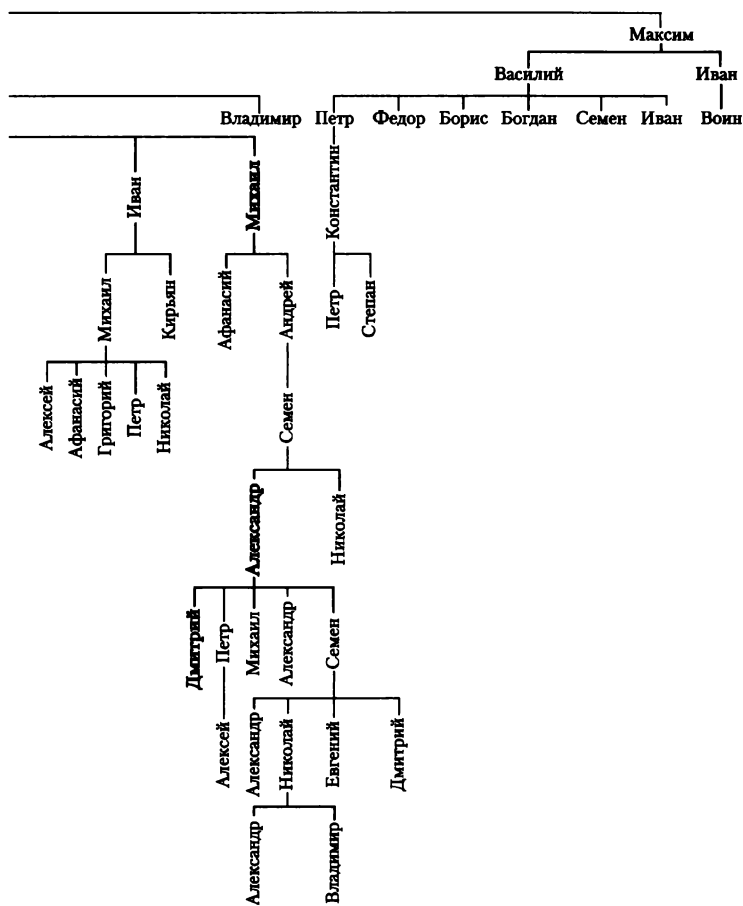 Максим
Василий Иван
Владимир Петр Федор Борис Богдан Семен Иван Воин
Иван Михаил Константин
Михаил Кирьян Афанасий Андрей Петр Степан
Алексей Афанасий Григорий Петр Николай Семен
Александр Николай
Дмитрий Петр Михаил Александр Семен
Алексей Александр Николай Евгений Дмитрий
Александр Владимир